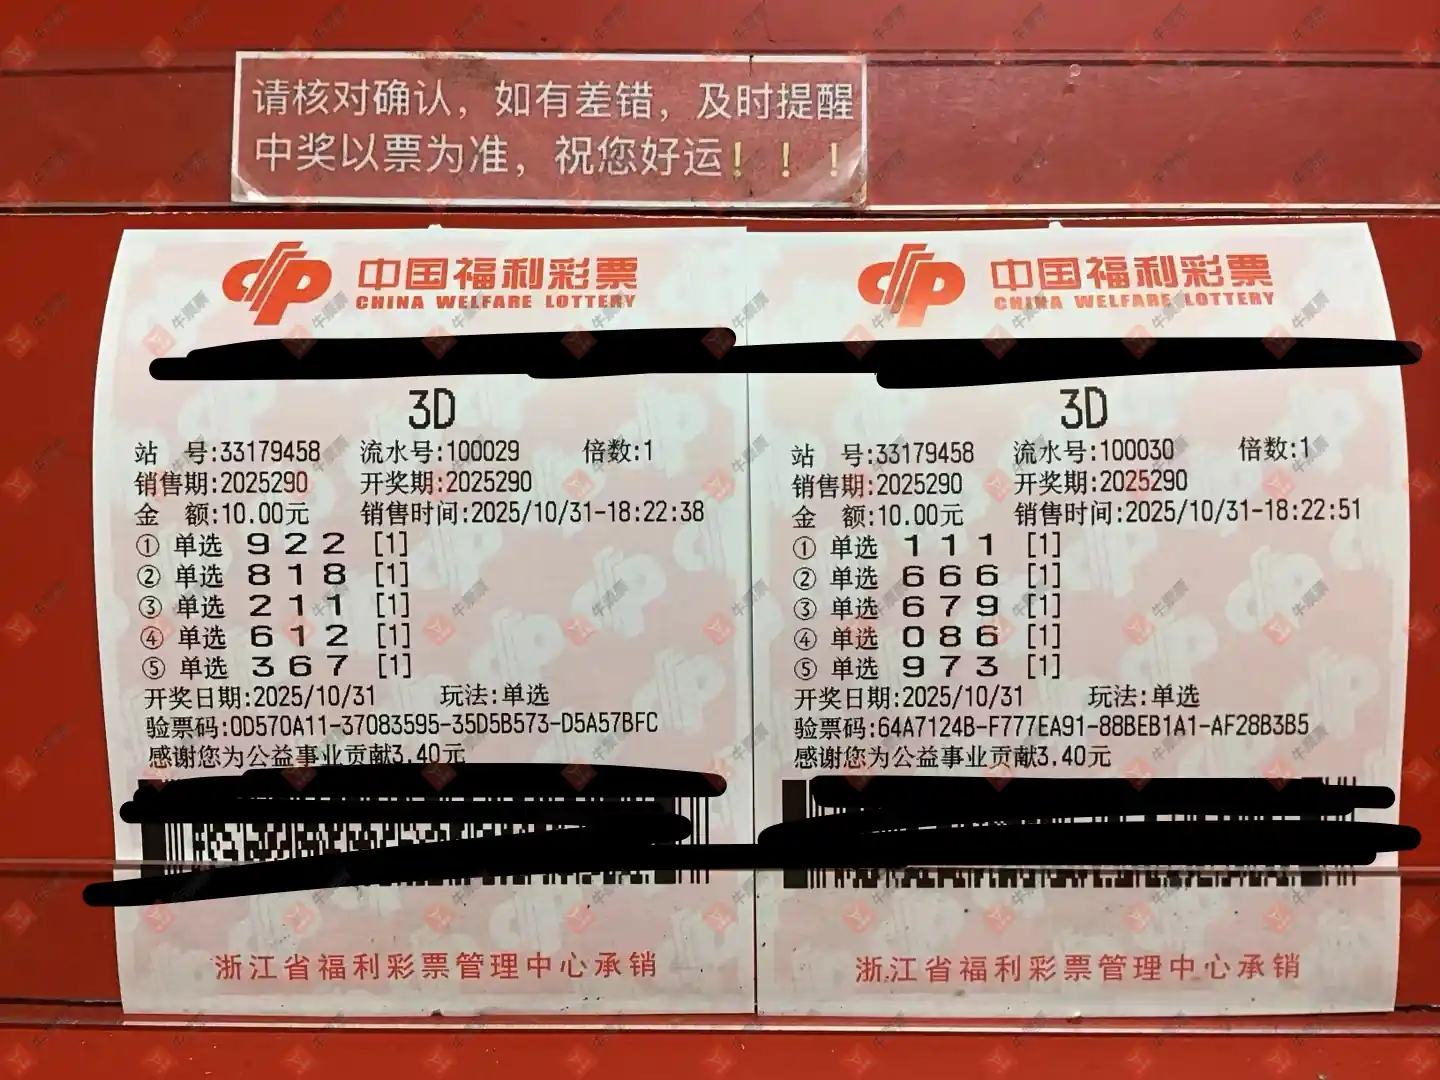 请核对确认，如有差错，及时提醒
中奖以票为准，祝您好运！！！
中国福利彩票
CHINA WELFARE LOTTERY
3D
站 号:33179458 流水号:100029 倍数:1
销售期:2025290 开奖期:2025290
金 额:10.00元 销售时间:2025/10/31-18:22:38
① 单选 9 2 2 [1]
② 单选 8 1 8 [1]
③ 单选 2 1 1 [1]
④ 单选 6 1 2 [1]
⑤ 单选 3 6 7 [1]
开奖日期:2025/10/31 玩法:单选
验票码:0D570A11-37083595-35D5B573-D5A57BFC
感谢您为公益事业贡献3.40元
浙江省福利彩票管理中心承销
中国福利彩票
CHINA WELFARE LOTTERY
3D
站 号:33179458 流水号:100030 倍数:1
销售期:2025290 开奖期:2025290
金 额:10.00元 销售时间:2025/10/31-18:22:51
① 单选 1 1 1 [1]
② 单选 6 6 6 [1]
③ 单选 6 7 9 [1]
④ 单选 0 8 6 [1]
⑤ 单选 9 7 3 [1]
开奖日期:2025/10/31 玩法:单选
验票码:64A7124B-F777EA91-88BEB1A1-AF28B3B5
感谢您为公益事业贡献3.40元
浙江省福利彩票管理中心承销